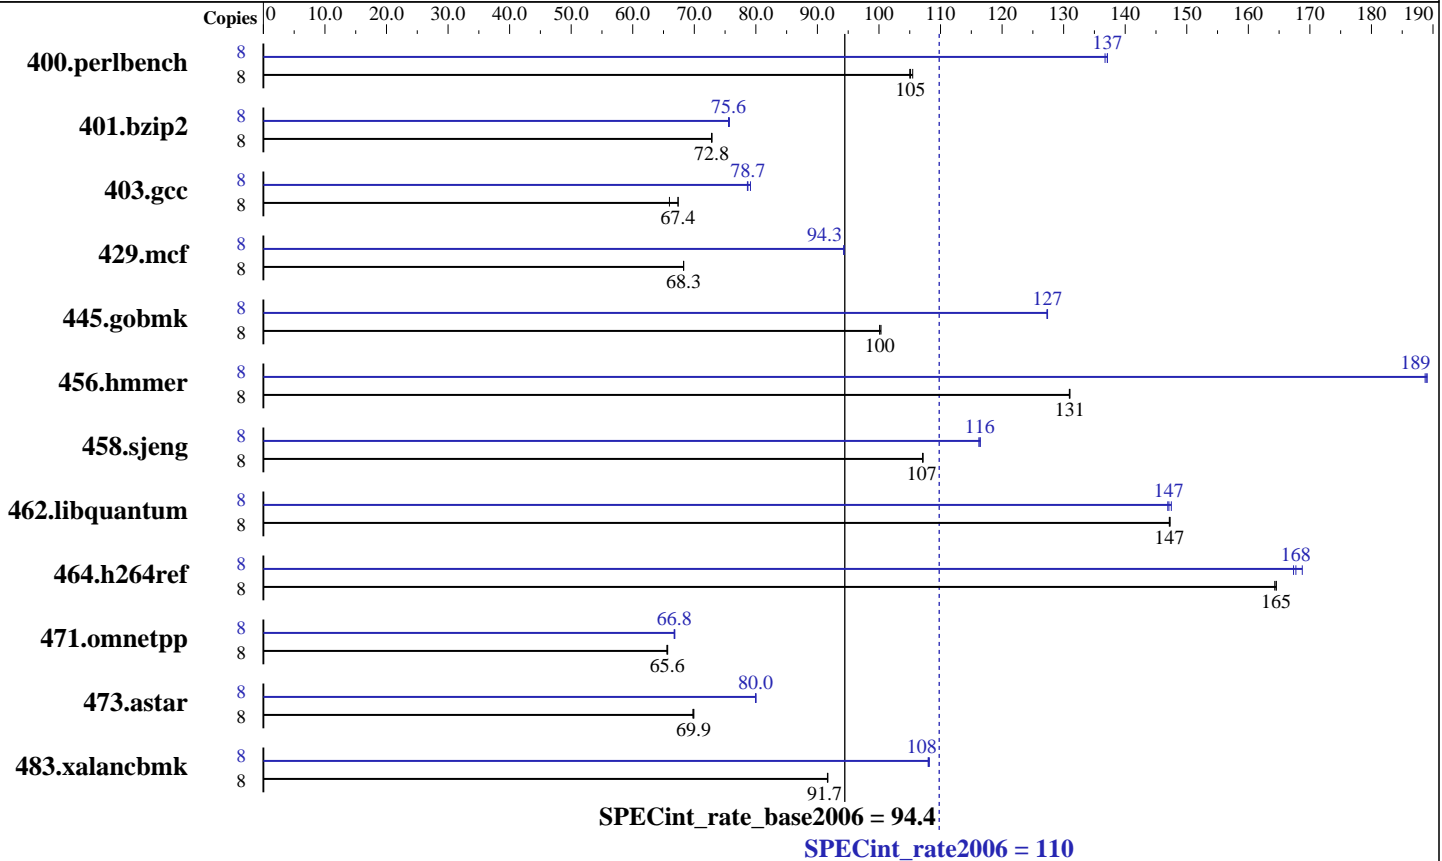 Copies 0 10.0 20.0 30.0 40.0 50.0 60.0 70.0 80.0 90.0 100 110 120 130 140 150 160 170 180 190
400.perlbench 8 137
8 105
401.bzip2 8 75.6
8 72.8
403.gcc 8 78.7
8 67.4
429.mcf 8 94.3
8 68.3
445.gobmk 8 127
8 100
456.hmmer 8 189
8 131
458.sjeng 8 116
8 107
462.libquantum 8 147
8 147
464.h264ref 8 168
8 165
471.omnetpp 8 66.8
8 65.6
473.astar 8 80.0
8 69.9
483.xalancbmk 8 108
8 91.7
SPECint_rate_base2006 = 94.4
SPECint_rate2006 = 110